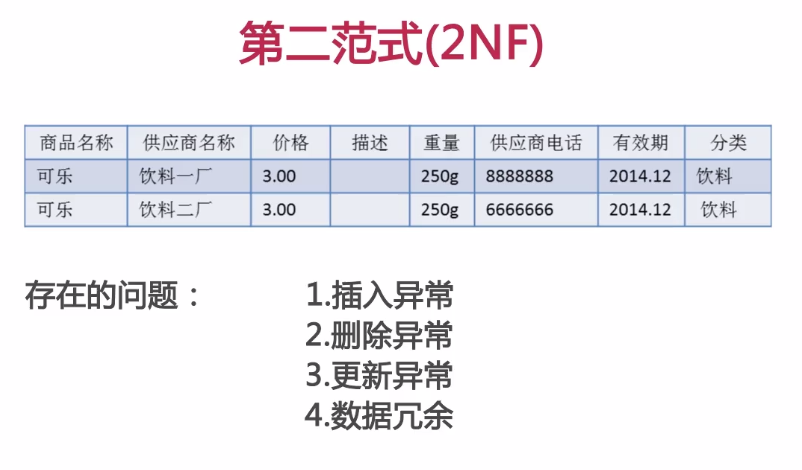 第二范式(2NF)
商品名称 供应商名称 价格 描述 重量 供应商电话 有效期 分类
可乐 饮料一厂 3.00 250g 8888888 2014.12 饮料
可乐 饮料二厂 3.00 250g 6666666 2014.12 饮料
存在的问题： 1.插入异常
2.删除异常
3.更新异常
4.数据冗余